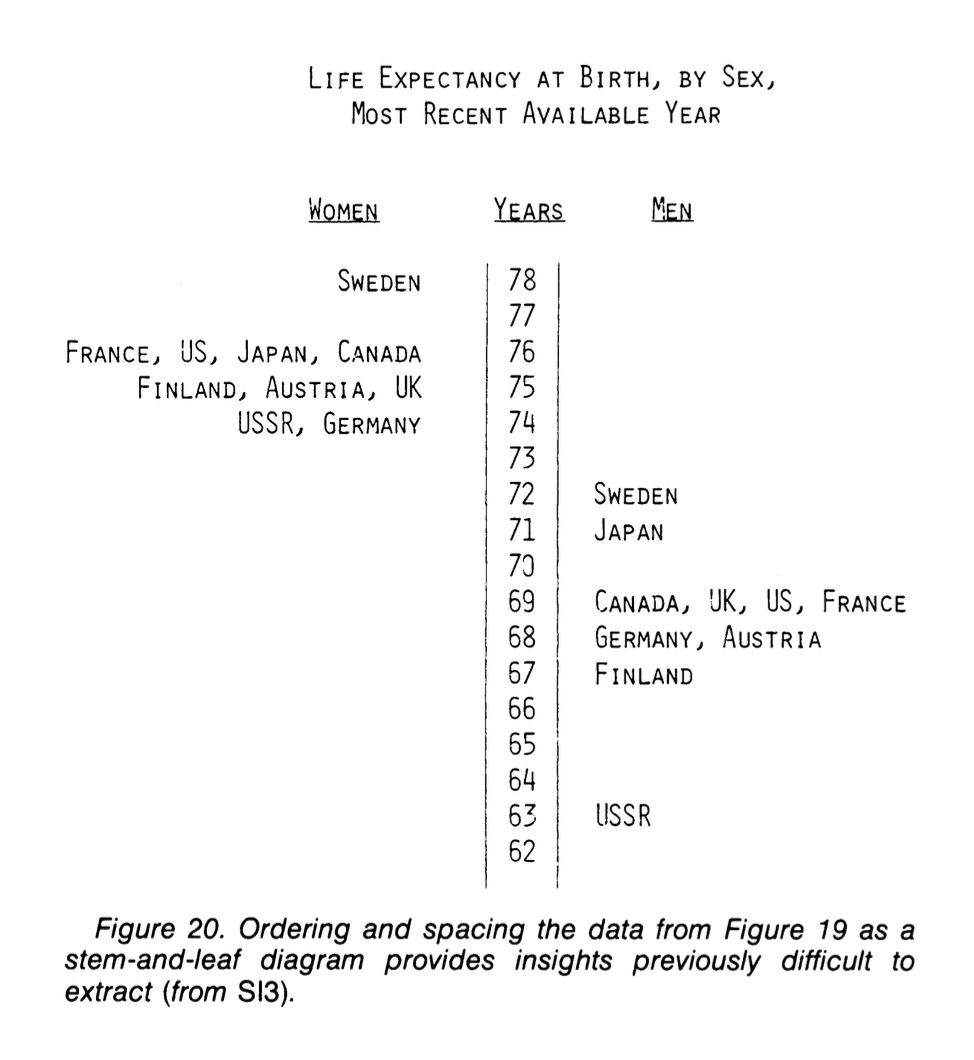 LIFE EXPECTANCY AT BIRTH, BY SEX,
MOST RECENT AVAILABLE YEAR
WOMEN YEARS MEN
SWEDEN 78
77
FRANCE, US, JAPAN, CANADA 76
FINLAND, AUSTRIA, UK 75
USSR, GERMANY 74
73
72 SWEDEN
71 JAPAN
70
69 CANADA, UK, US, FRANCE
68 GERMANY, AUSTRIA
67 FINLAND
66
65
64
63 USSR
62
Figure 20. Ordering and spacing the data from Figure 19 as a
stem-and-leaf diagram provides insights previously difficult to
extract (from SI3).